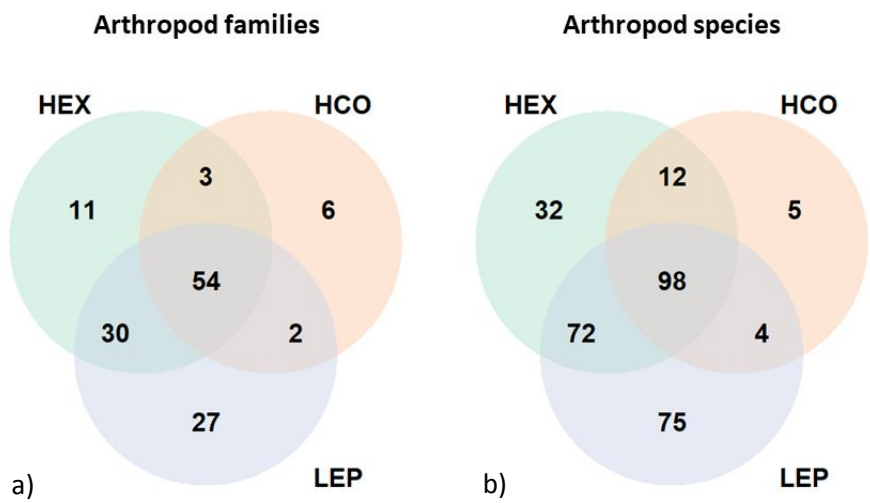 Arthropod families
HEX
HCO
3
11
6
54
30
2
27
LEP
a)
Arthropod species
HEX
HCO
12
32
5
98
72
4
75
LEP
b)